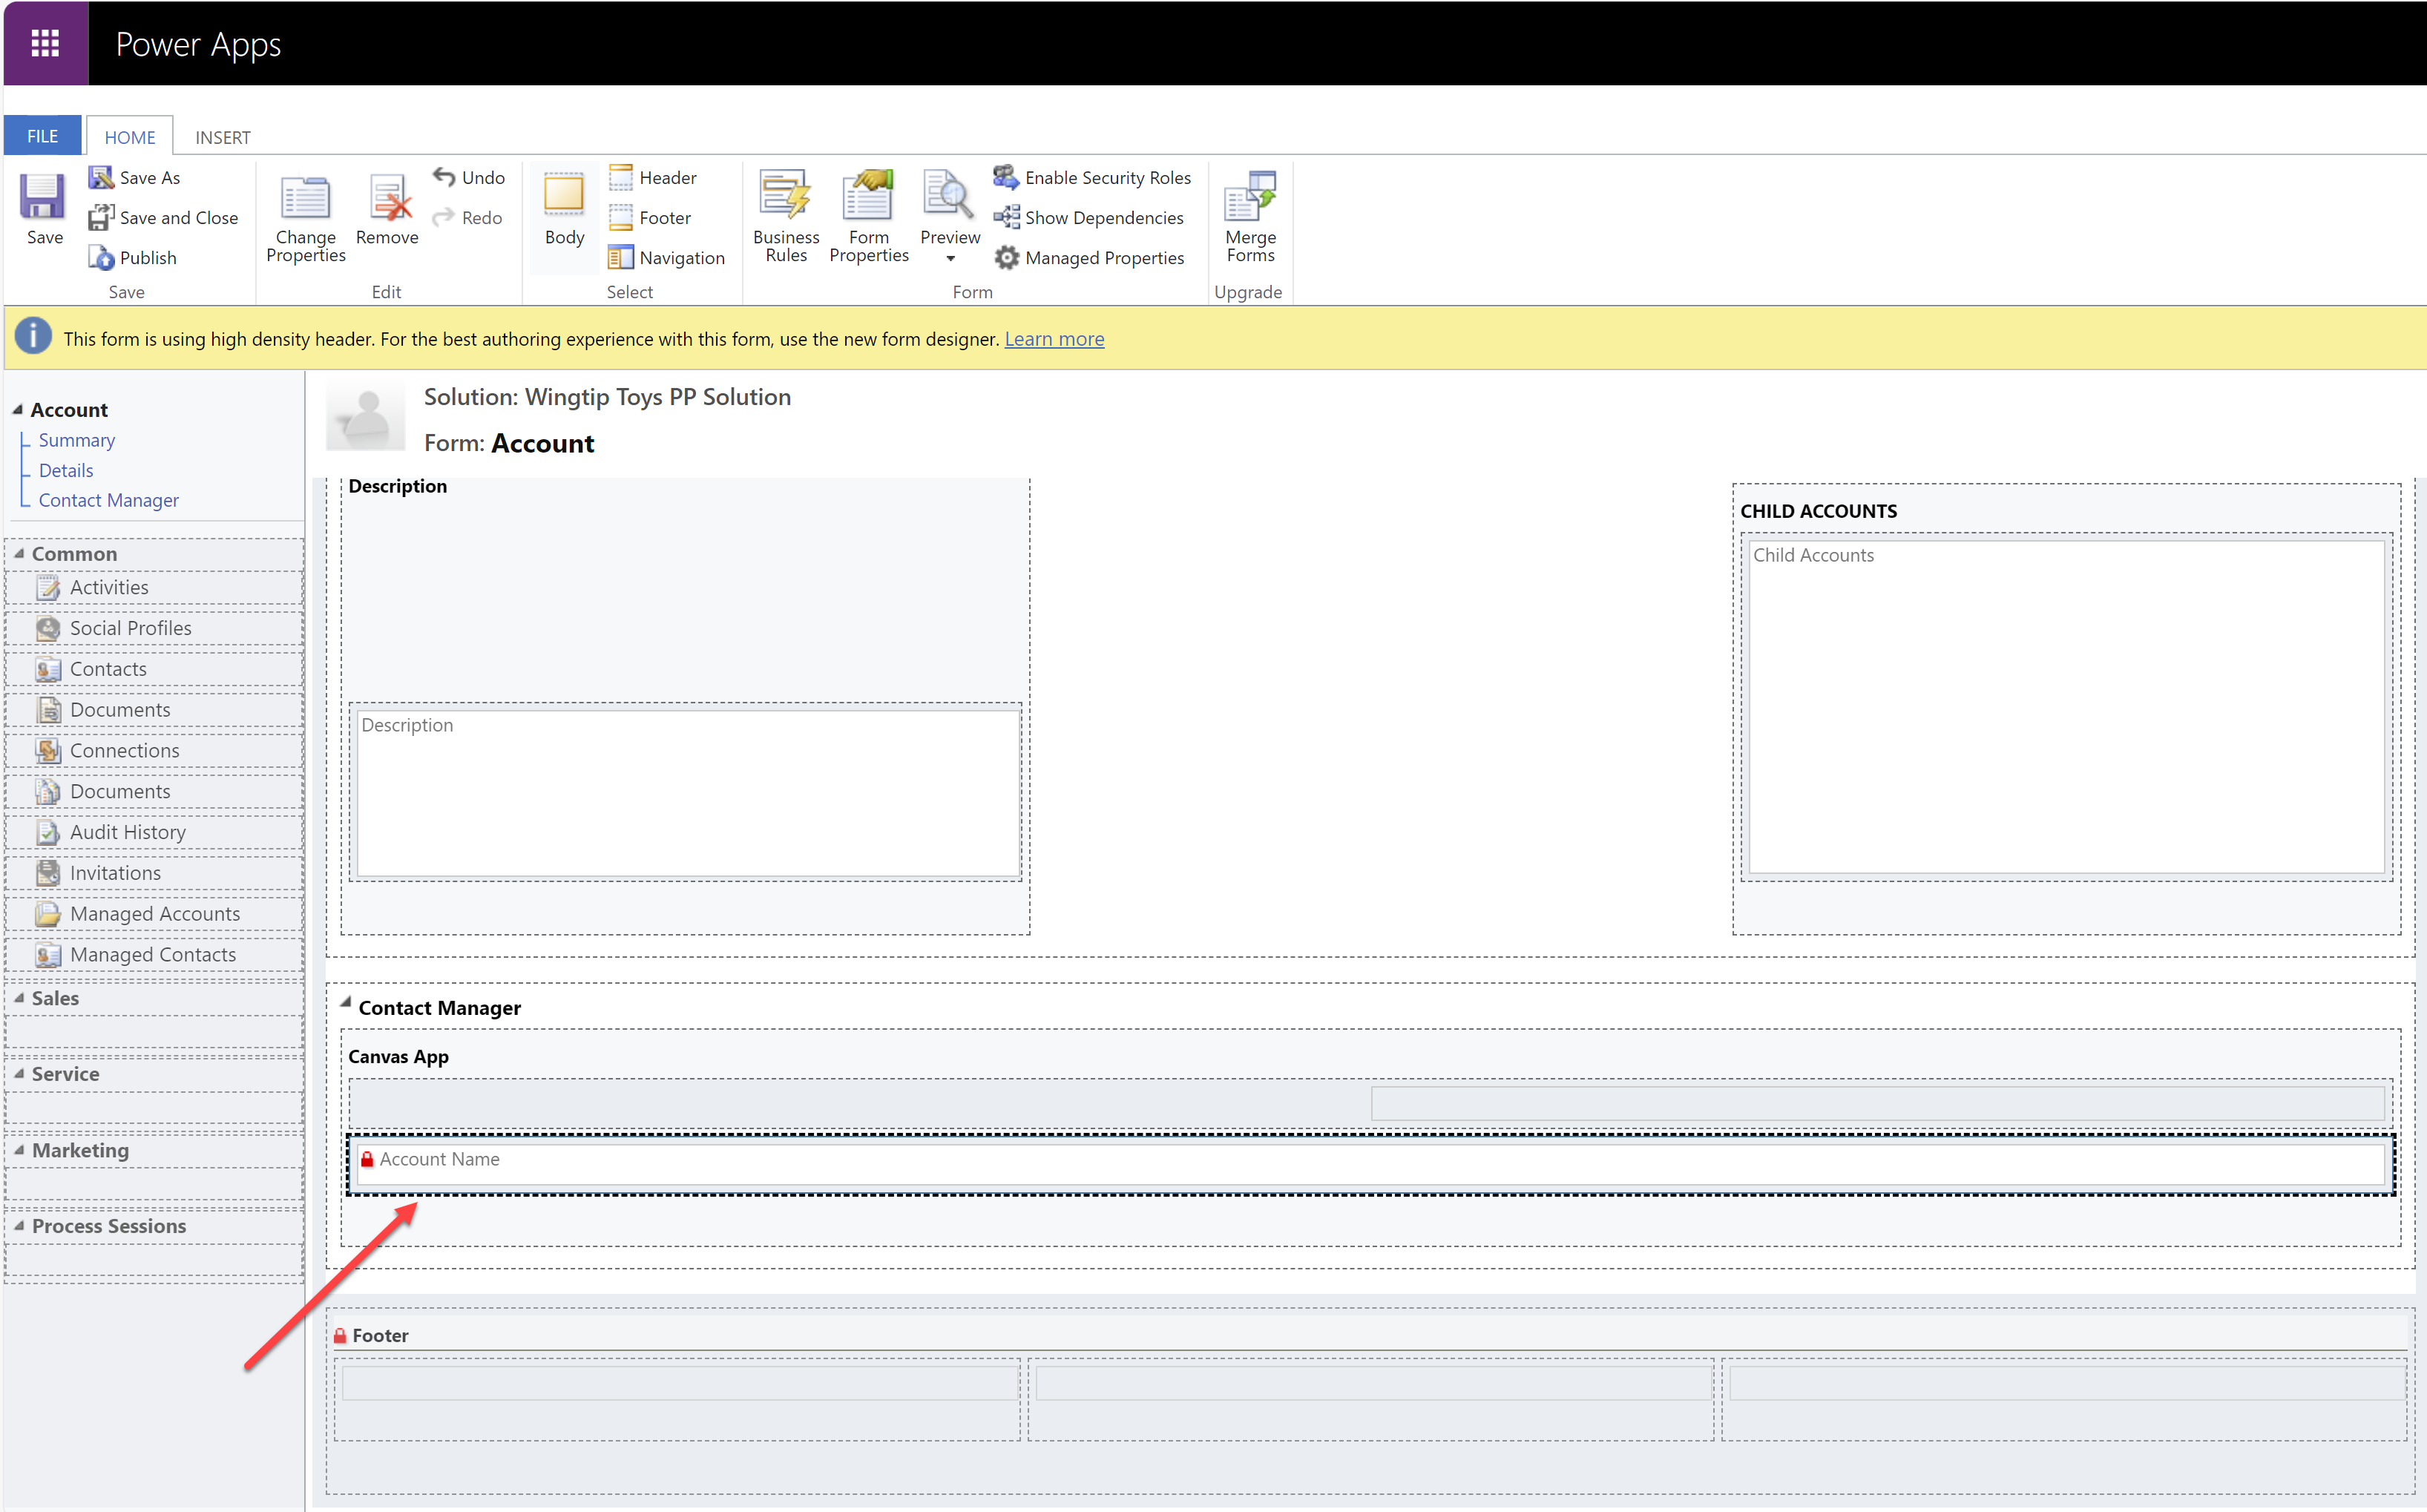 Power Apps
FILE
HOME
INSERT
Save
Save As
Save and Close
Publish
Save
Change
Properties
Remove
Undo
Redo
Edit
Body
Header
Footer
Navigation
Select
Business
Rules
Form
Properties
Preview
Enable Security Roles
Show Dependencies
Managed Properties
Form
Merge
Forms
Upgrade
This form is using high density header. For the best authoring experience with this form, use the new form designer. Learn more
Account
Summary
Details
Contact Manager
Common
Activities
Social Profiles
Contacts
Documents
Connections
Documents
Audit History
Invitations
Managed Accounts
Managed Contacts
Sales
Service
Marketing
Process Sessions
Solution: Wingtip Toys PP Solution
Form: Account
Description
Description
CHILD ACCOUNTS
Child Accounts
Contact Manager
Canvas App
Account Name
Footer